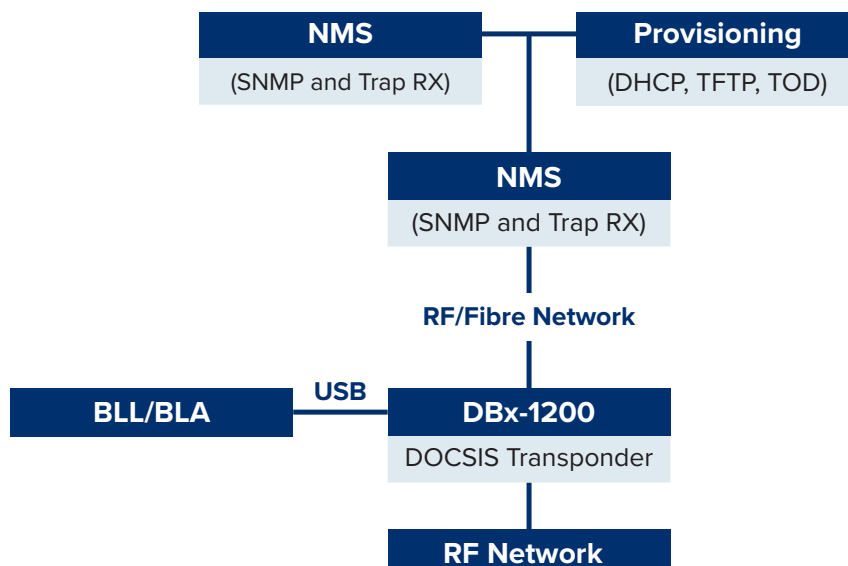 NMS
(SNMP and Trap RX)
Provisioning
(DHCP, TFTP, TOD)
NMS
(SNMP and Trap RX)
RF/Fibre Network
BLL/BLA
USB
DBx-1200
DOCSIS Transponder
RF Network